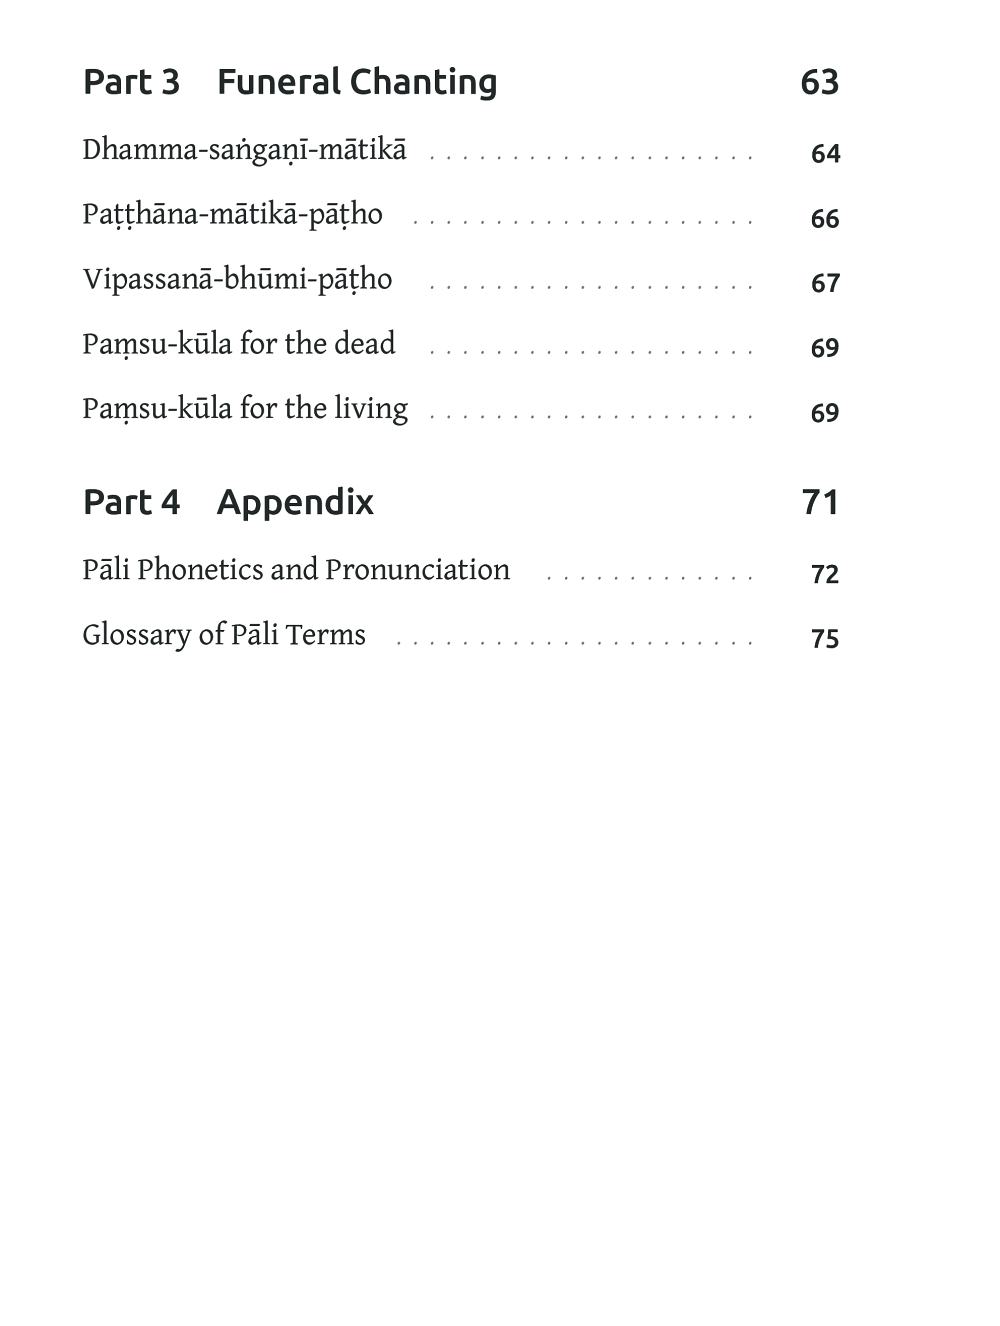 Part 3 Funeral Chanting 63
Dhamma-saṅgaṇī-mātikā . . . . . . . . . . . . . . . . . . . . 64
Paṭṭhāna-mātikā-pāṭho . . . . . . . . . . . . . . . . . . . . . 66
Vipassanā-bhūmi-pāṭho . . . . . . . . . . . . . . . . . . . . 67
Paṃsu-kūla for the dead . . . . . . . . . . . . . . . . . . . . 69
Paṃsu-kūla for the living . . . . . . . . . . . . . . . . . . . . 69
Part 4 Appendix 71
Pāli Phonetics and Pronunciation . . . . . . . . . . . . . 72
Glossary of Pāli Terms . . . . . . . . . . . . . . . . . . . . . . 75